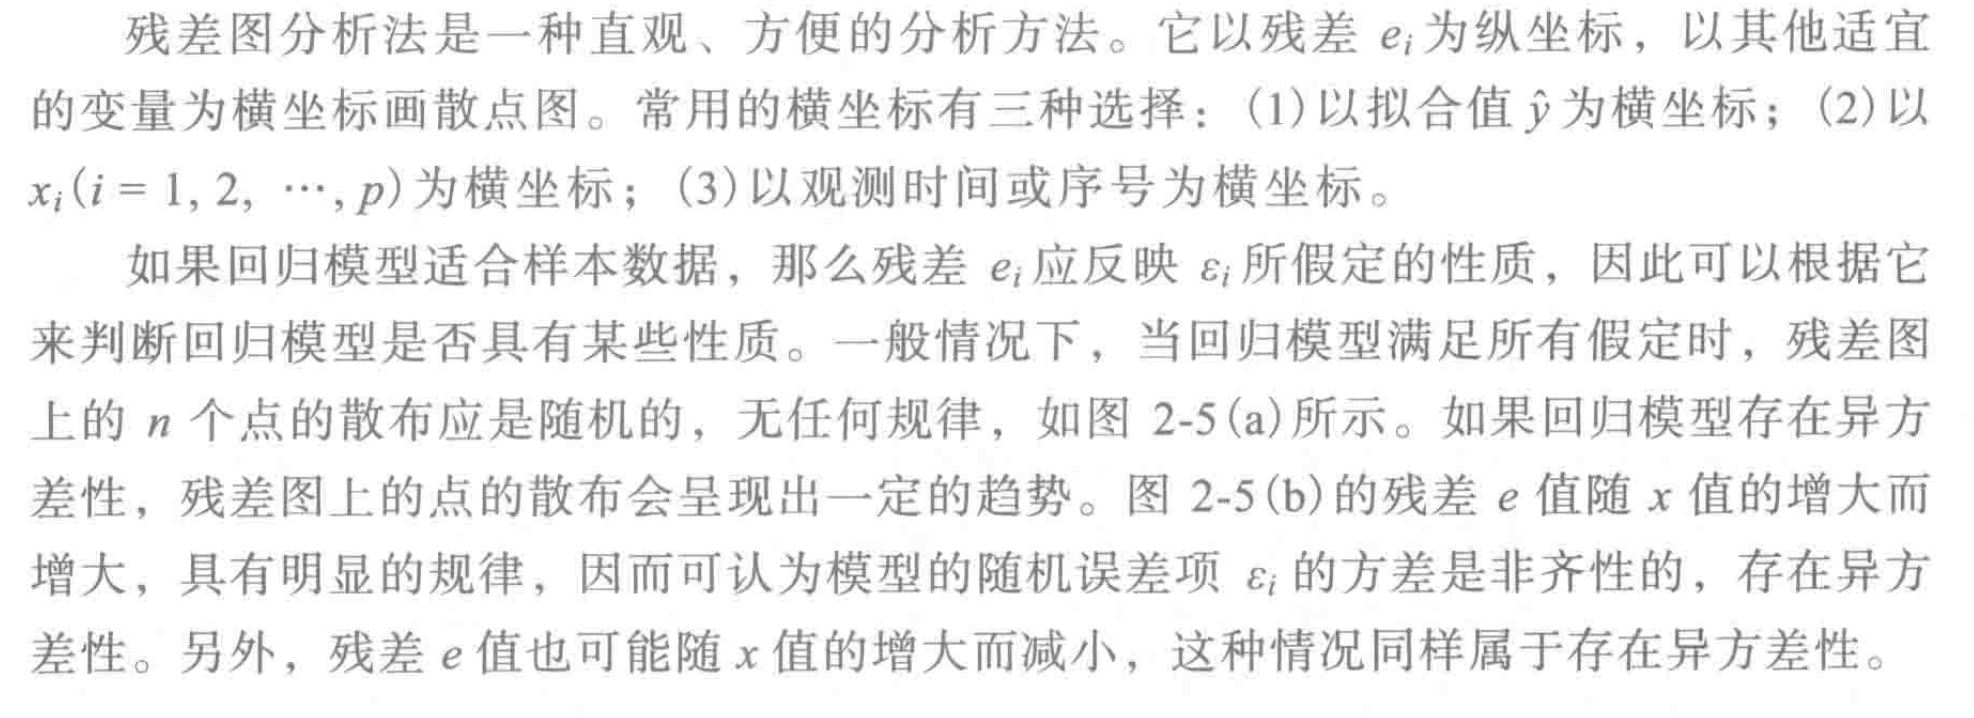 残差图分析法是一种直观、方便的分析方法。它以残差 eᵢ为纵坐标，以其他适宜
的变量为横坐标画散点图。常用的横坐标有三种选择：(1)以拟合值 ŷ 为横坐标；(2)以
xᵢ(i = 1, 2, ⋯, p)为横坐标；(3)以观测时间或序号为横坐标。
如果回归模型适合样本数据，那么残差 eᵢ应反映 εᵢ所假定的性质，因此可以根据它
来判断回归模型是否具有某些性质。一般情况下，当回归模型满足所有假定时，残差图
上的 n 个点的散布应是随机的，无任何规律，如图 2-5(a)所示。如果回归模型存在异方
差性，残差图上的点的散布会呈现出一定的趋势。图 2-5(b)的残差 e 值随 x 值的增大而
增大，具有明显的规律，因而可认为模型的随机误差项 εᵢ 的方差是非齐性的，存在异方
差性。另外，残差 e 值也可能随 x 值的增大而减小，这种情况同样属于存在异方差性。